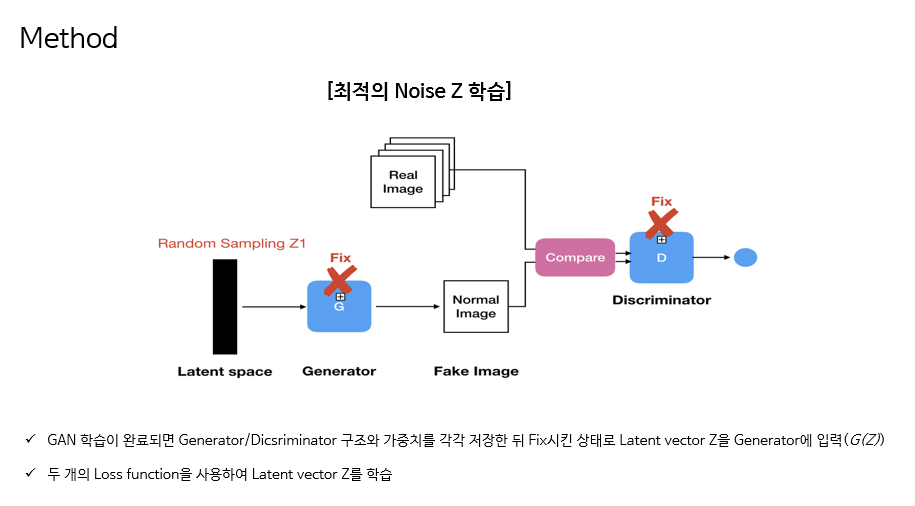 Method
[최적의 Noise Z 학습]
Real
Image
Fix
Random Sampling Z1
Fix
Compare
D
G
Normal
Image
Discriminator
Latent space
Generator
Fake Image
✓ GAN 학습이 완료되면 Generator/Dicsriminator 구조와 가중치를 각각 저장한 뒤 Fix시킨 상태로 Latent vector Z을 Generator에 입력(G(Z))
✓ 두 개의 Loss function을 사용하여 Latent vector Z를 학습